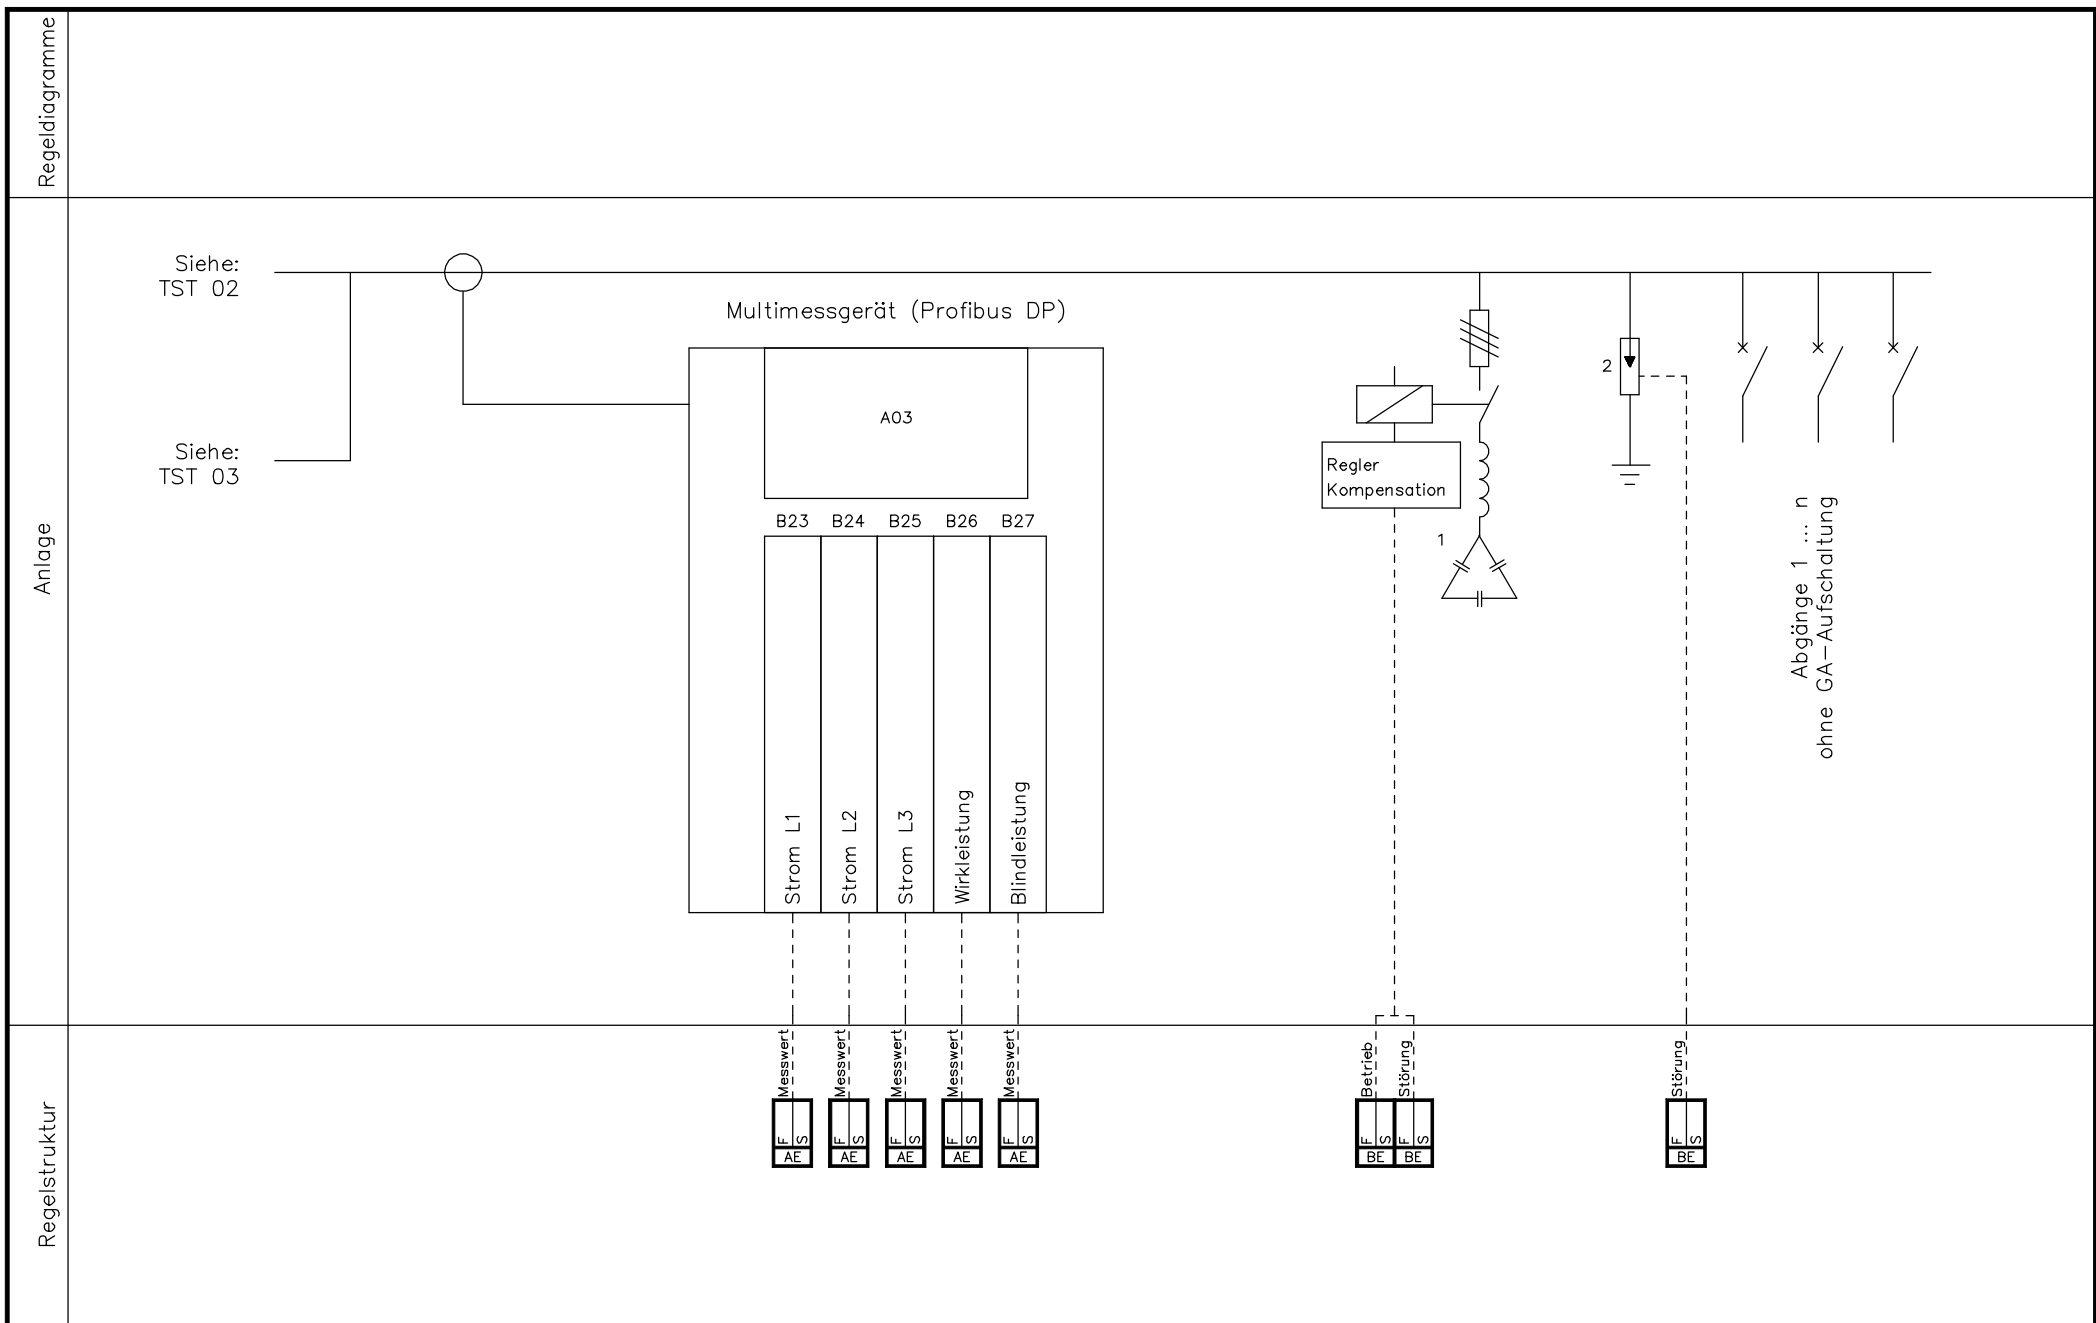 Regeldiagramme
Anlage
Regelstruktur
Siehe:
TST 02
Siehe:
TST 03
Multimessgerät (Profibus DP)
A03
B23 B24 B25 B26 B27
Strom L1
Strom L2
Strom L3
Wirkleistung
Blindleistung
Regler
Kompensation
1
2
Abgänge 1 ... n
ohne GA-Aufschaltung
Messwert
Messwert
Messwert
Messwert
Messwert
Betrieb
Störung
Störung
F S
AE
F S
AE
F S
AE
F S
AE
F S
AE
F S
BE
F S
BE
F S
BE